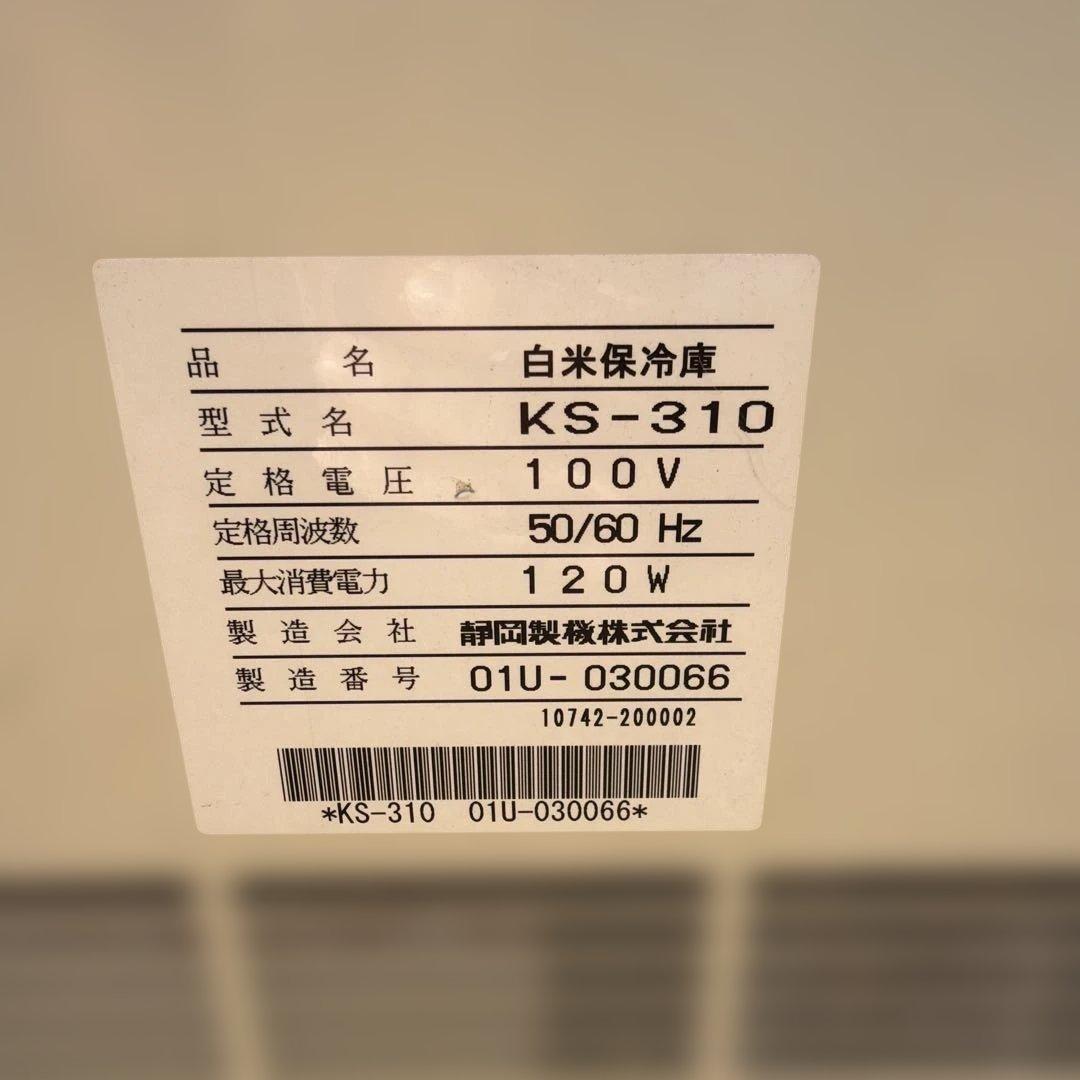 品名 白米保冷庫
型式名 KS-310
定格電圧 100V
定格周波数 50/60 Hz
最大消費電力 120W
製造会社 静岡製機株式会社
製造番号 01U-030066
10742-200002
*KS-310 01U-030066*